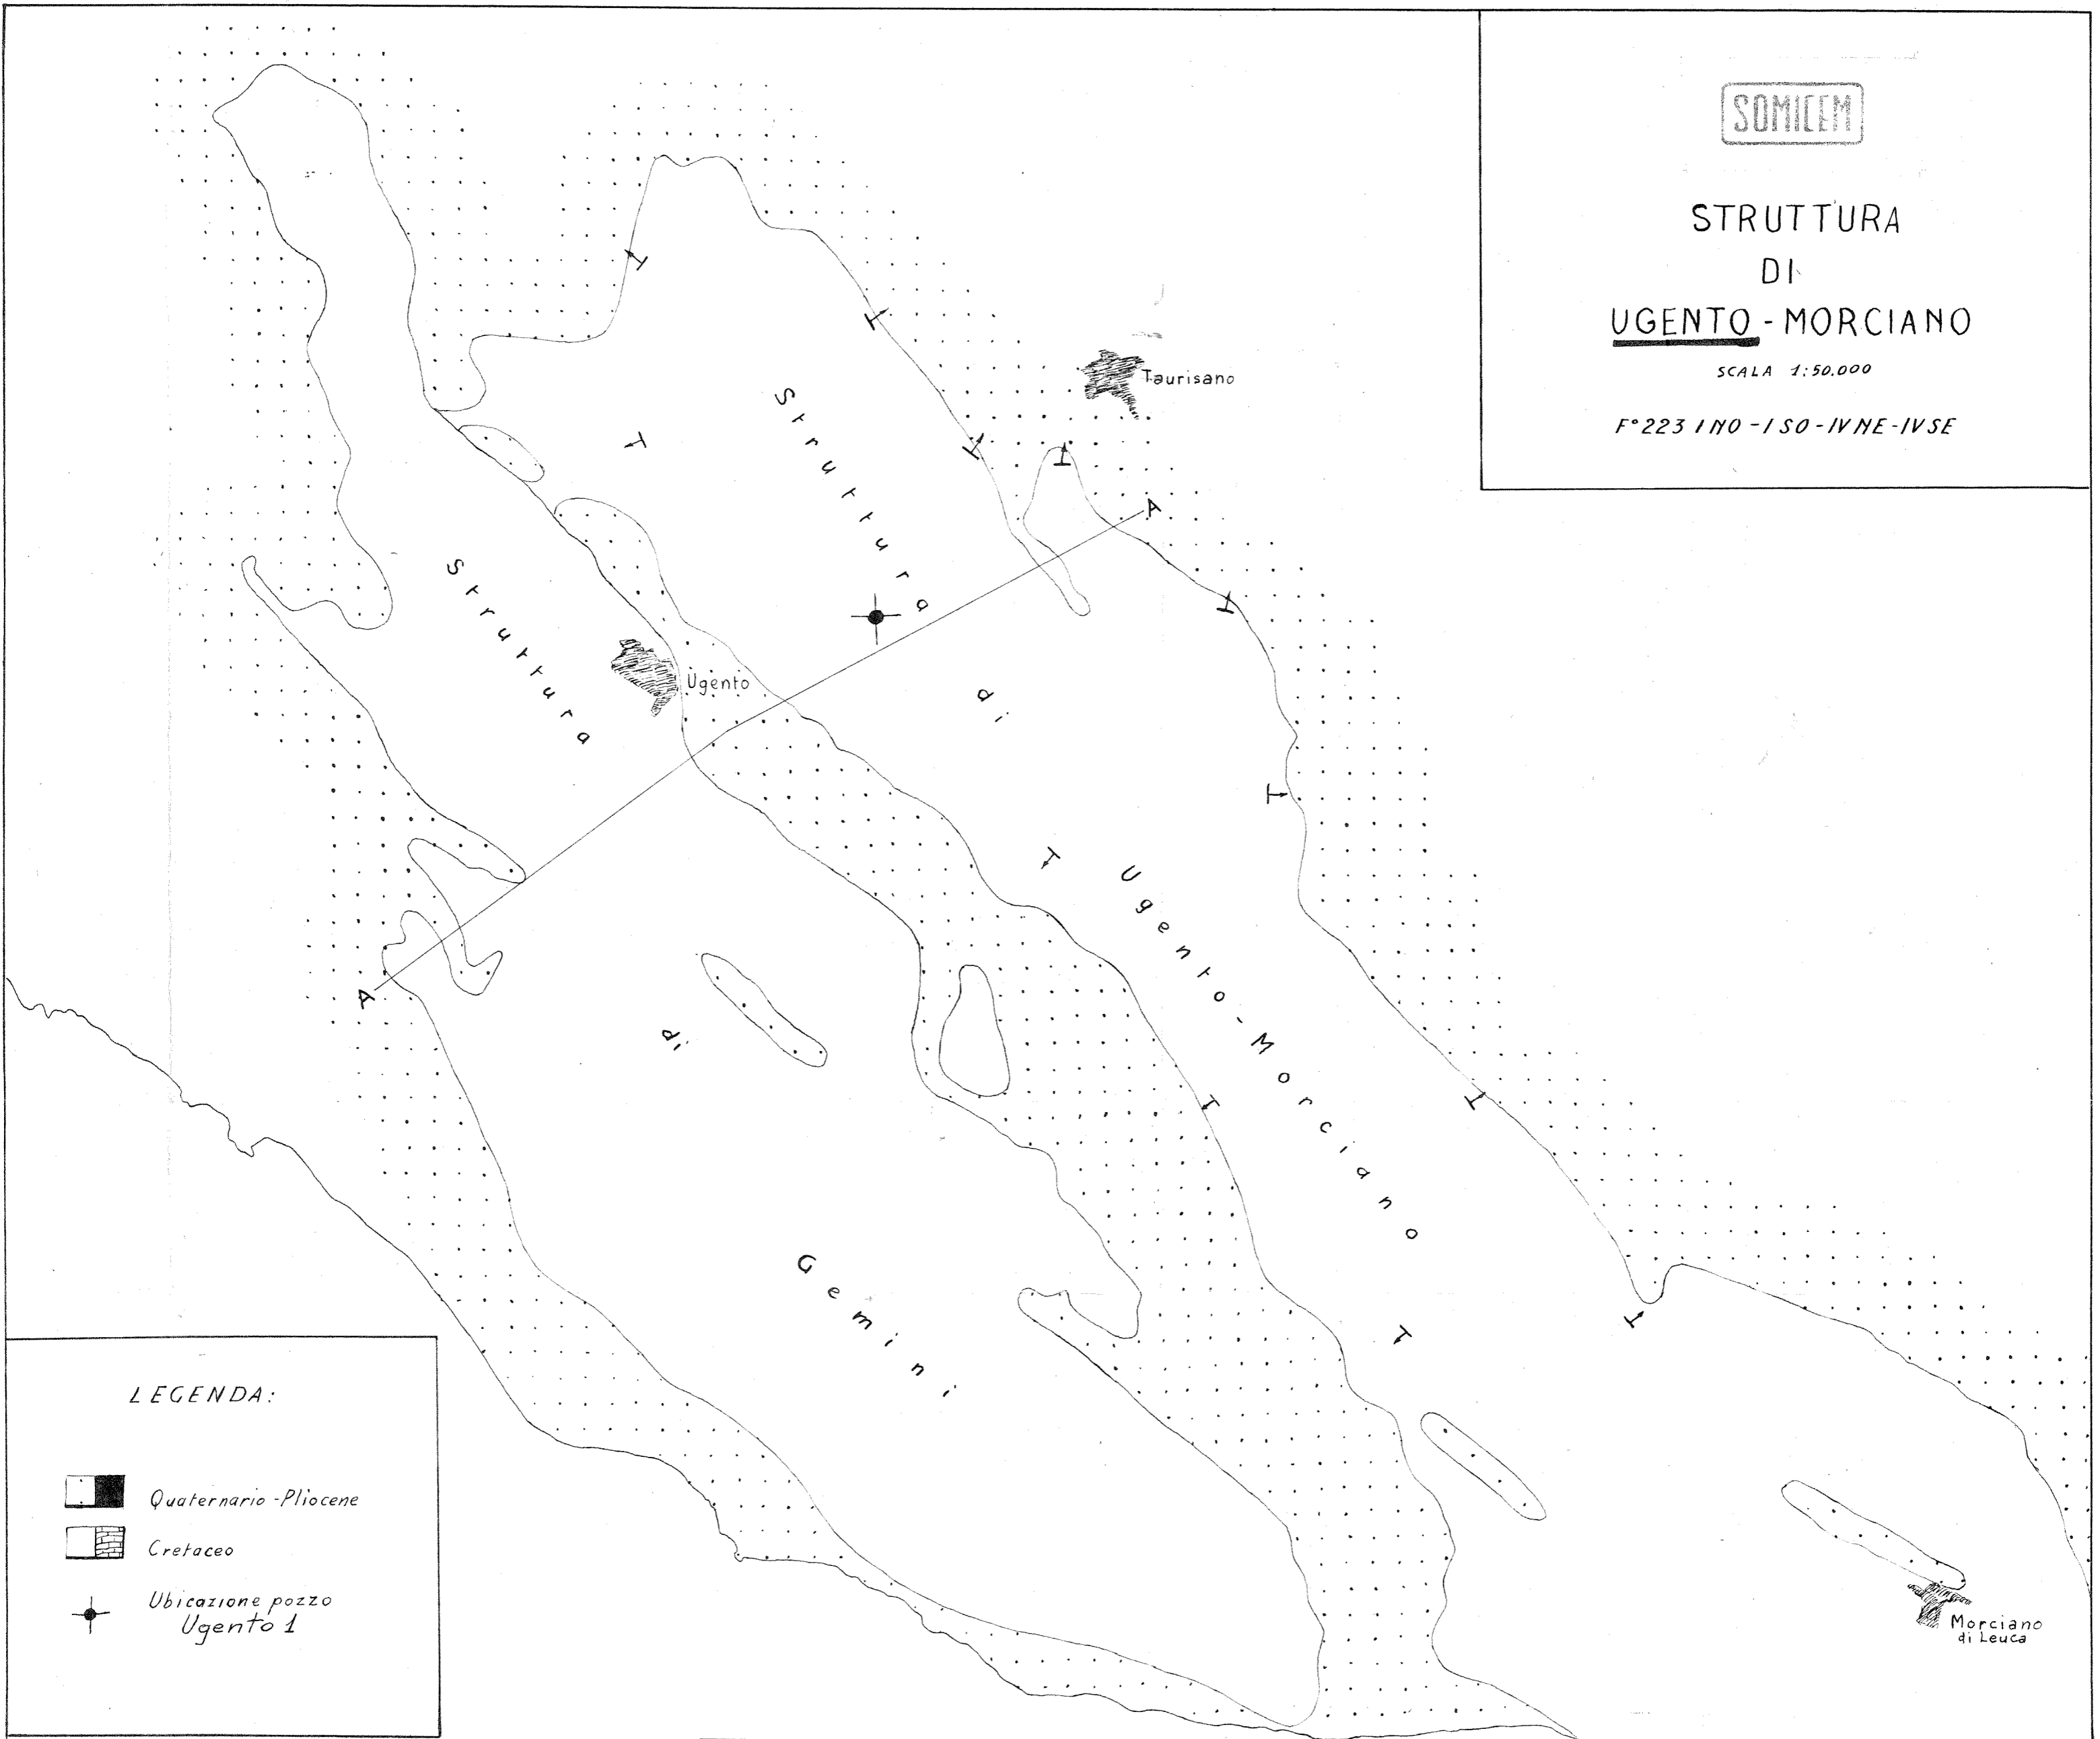 SOMICEM
STRUTTURA
DI
UGENTO - MORCIANO
SCALA 1:50.000
F° 223 I NO - I SO - IV NE - IV SE
Taurisano
Struttura
di
Ugento - Morciano
A
Ugento
Struttura
di
Gemini
A
Morciano
di Leuca
LEGENDA:
Quaternario - Pliocene
Cretaceo
Ubicazione pozzo
Ugento 1